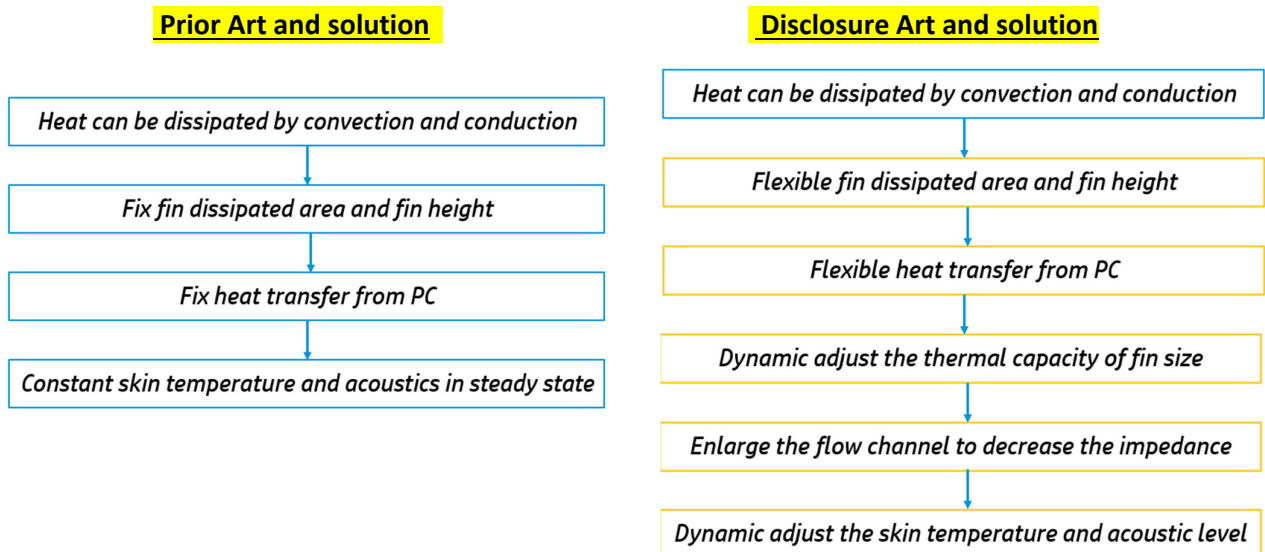 Prior Art and solution
Heat can be dissipated by convection and conduction
Fix fin dissipated area and fin height
Fix heat transfer from PC
Constant skin temperature and acoustics in steady state
Disclosure Art and solution
Heat can be dissipated by convection and conduction
Flexible fin dissipated area and fin height
Flexible heat transfer from PC
Dynamic adjust the thermal capacity of fin size
Enlarge the flow channel to decrease the impedance
Dynamic adjust the skin temperature and acoustic level